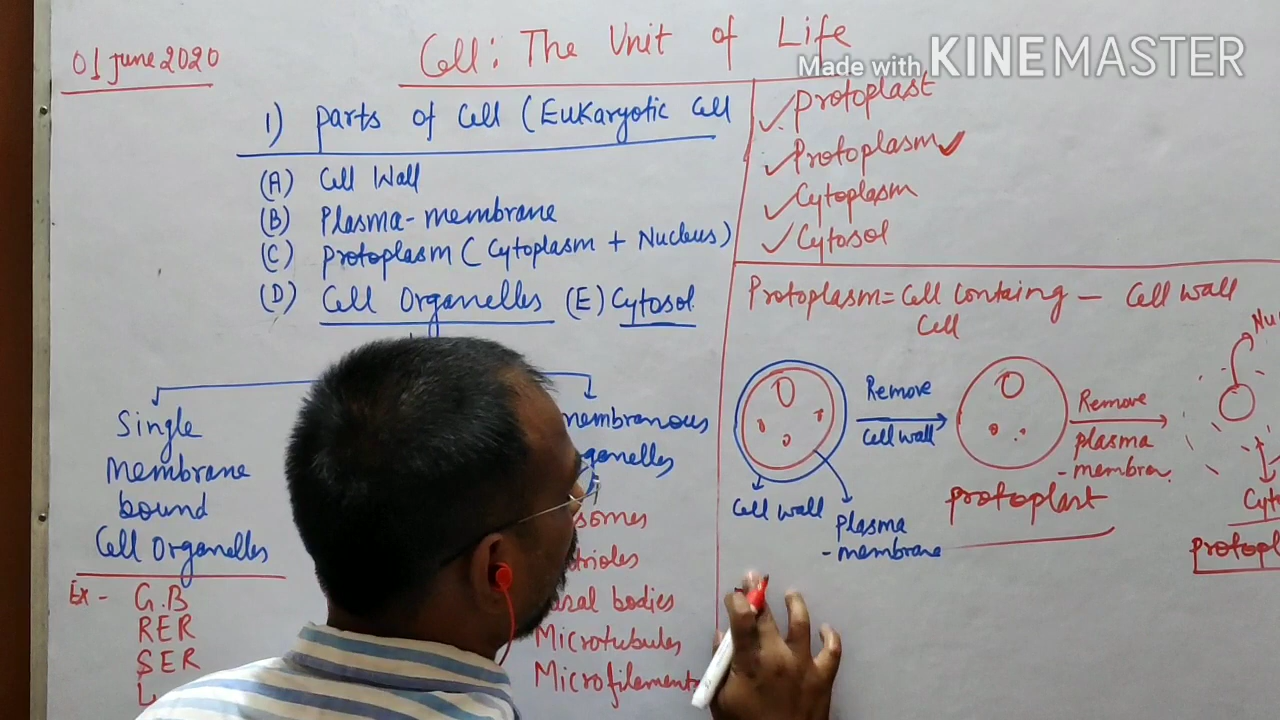 01 June 2020
Cell: The Unit of Life
Made with KINEMASTER
1) Parts of Cell (Eukaryotic Cell
(A) Cell Wall
(B) Plasma-membrane
(C) Protoplasm (Cytoplasm + Nucleus)
(D) Cell Organelles (E) Cytosol
Single
Membrane
bound
Cell Organelles
Ex - G.B
RER
SER
L
membranous
Microtubules
Microfilaments
Protoplast
Protoplasm
Cytoplasm
Cytosol
Protoplasm = Cell Containg - Cell wall
Cell
Remove
Cell wall
Cell wall
Plasma
-membrane
Protoplant
Remove
plasma
-membren